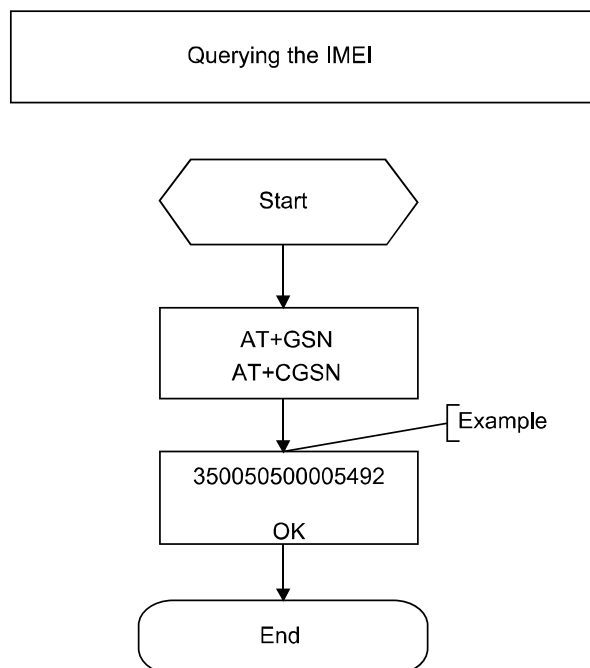 Querying the IMEI
Start
AT+GSN
AT+CGSN
Example
350050500005492
OK
End